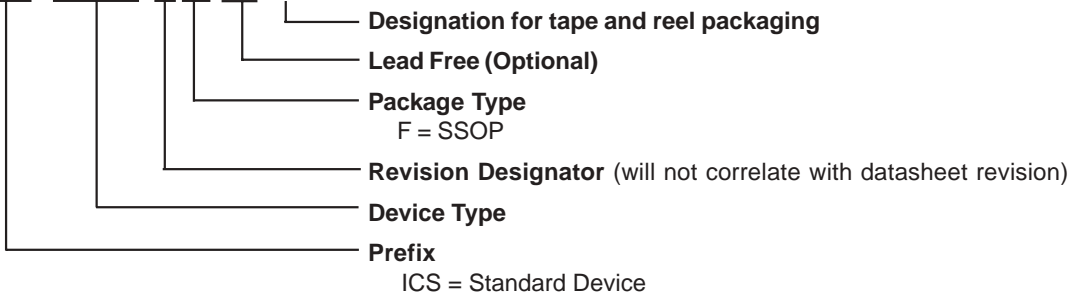 Designation for tape and reel packaging
Lead Free (Optional)
Package Type
F = SSOP
Revision Designator (will not correlate with datasheet revision)
Device Type
Prefix
ICS = Standard Device